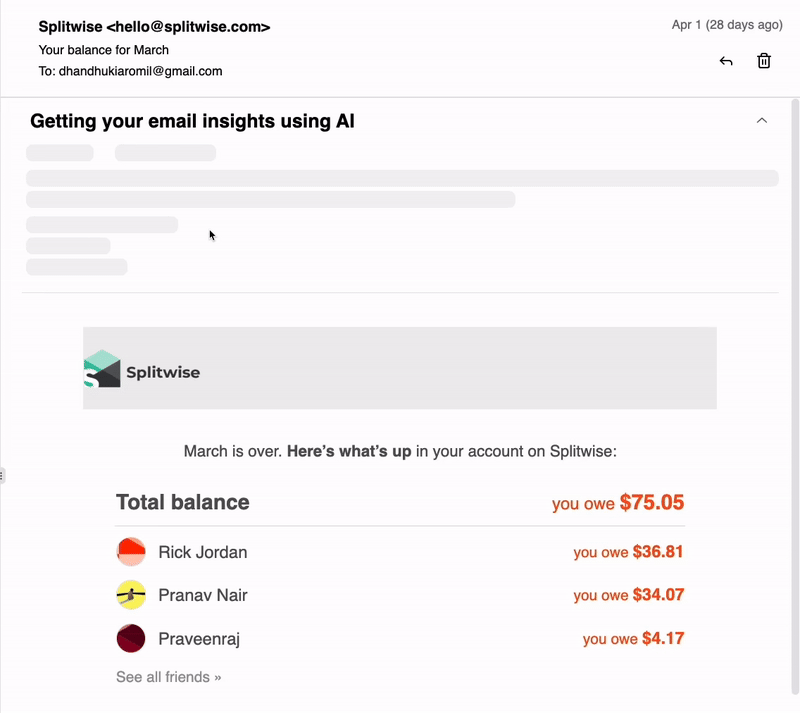 Splitwise <hello@splitwise.com>
Apr 1 (28 days ago)
Your balance for March
To: dhandhukiaromil@gmail.com
Getting your email insights using AI
Splitwise
March is over. Here's what's up in your account on Splitwise:
Total balance you owe $75.05
Rick Jordan you owe $36.81
Pranav Nair you owe $34.07
Praveenraj you owe $4.17
See all friends »